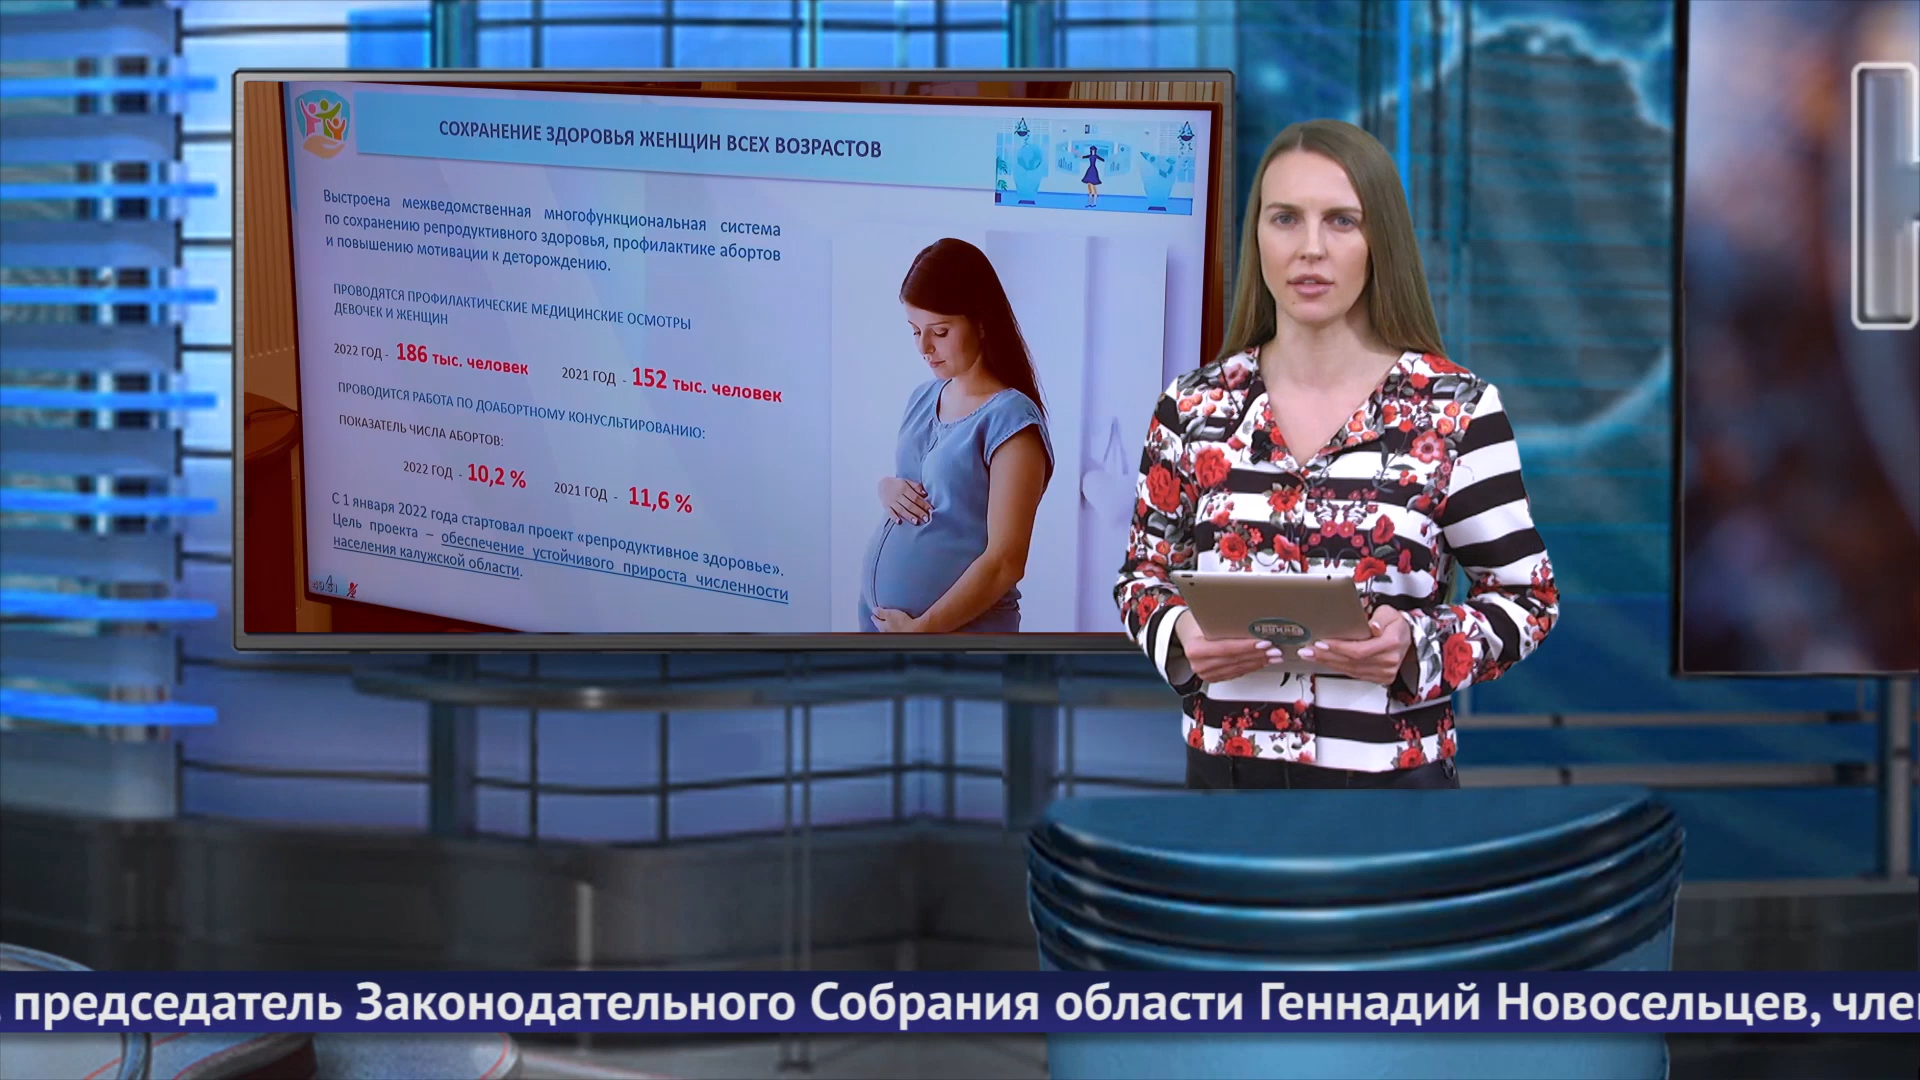 СОХРАНЕНИЕ ЗДОРОВЬЯ ЖЕНЩИН ВСЕХ ВОЗРАСТОВ
Выстроена межведомственная многофункциональная система
по сохранению репродуктивного здоровья, профилактике абортов
и повышению мотивации к деторождению.
ПРОВОДЯТСЯ ПРОФИЛАКТИЧЕСКИЕ МЕДИЦИНСКИЕ ОСМОТРЫ
ДЕВОЧЕК И ЖЕНЩИН
2022 ГОД - 186 тыс. человек 2021 ГОД - 152 тыс. человек
ПРОВОДИТСЯ РАБОТА ПО ДОАБОРТНОМУ КОНУСЛЬТИРОВАНИЮ:
ПОКАЗАТЕЛЬ ЧИСЛА АБОРТОВ:
2022 ГОД - 10,2 % 2021 ГОД - 11,6 %
С 1 января 2022 года стартовал проект «репродуктивное здоровье».
Цель проекта – обеспечение устойчивого прироста численности
населения калужской области.
, председатель Законодательного Собрания области Геннадий Новосельцев, член